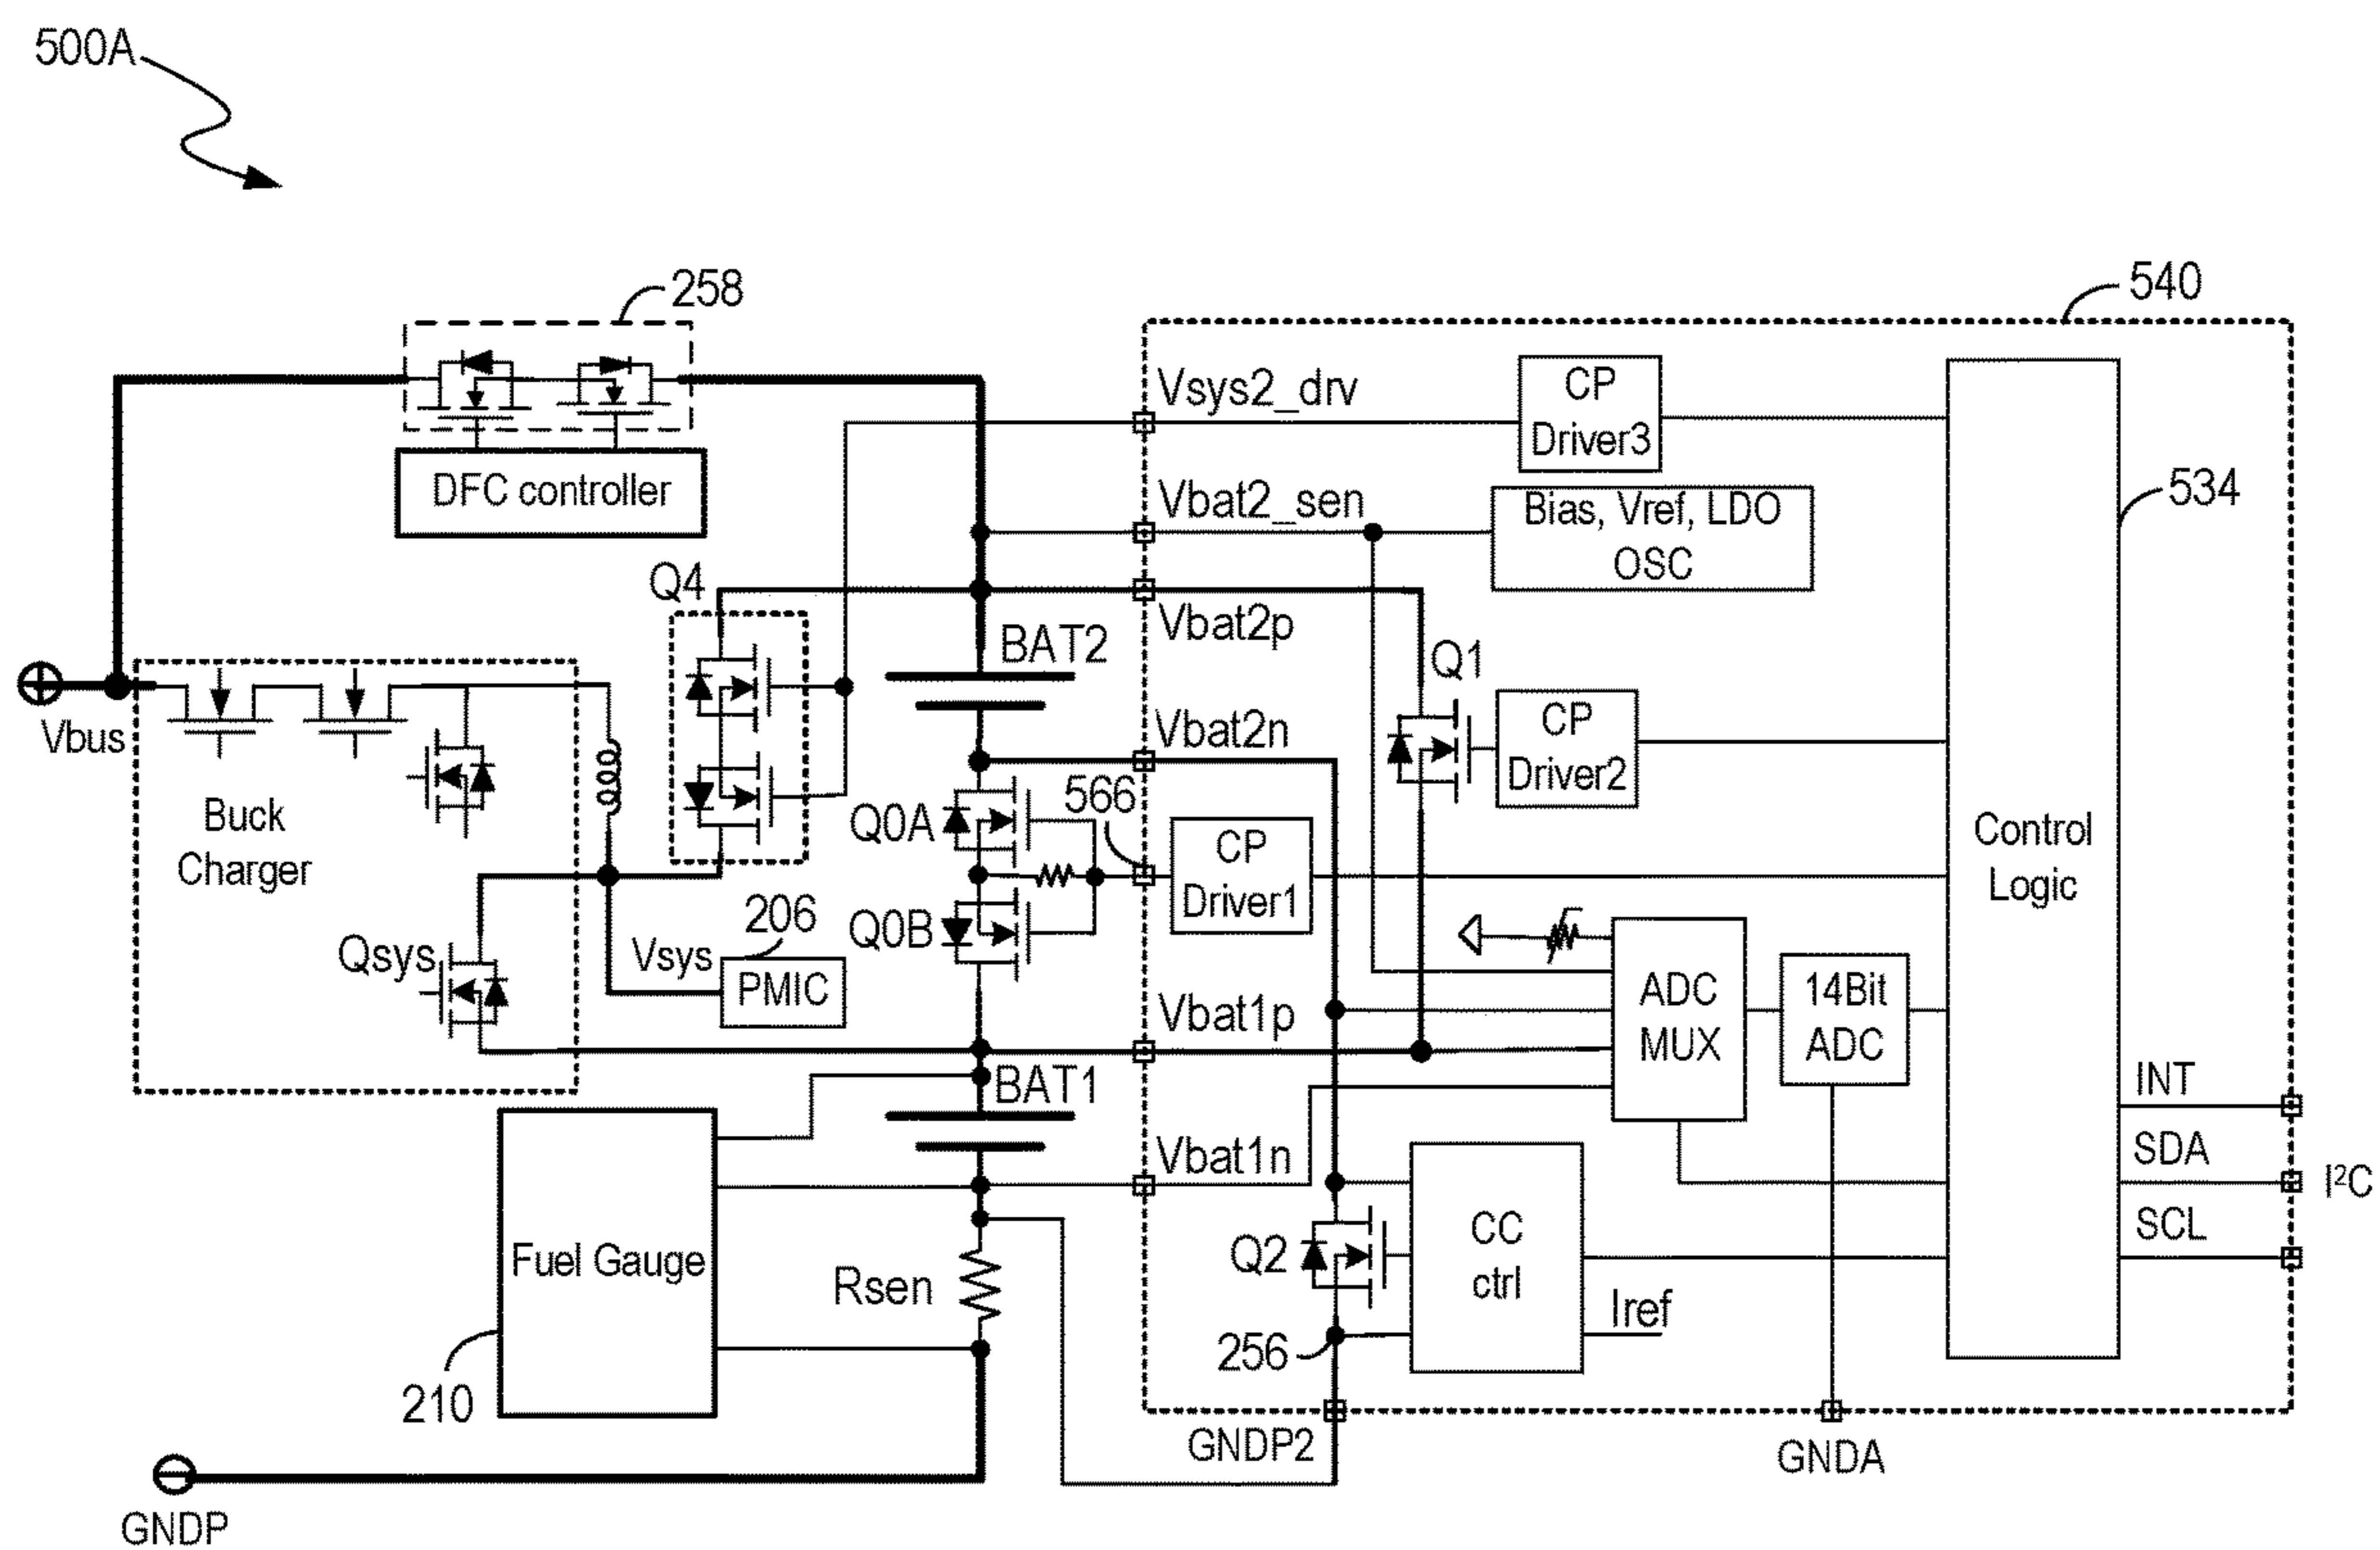 500A
258
540
Vsys2_drv
CP
Driver3
DFC controller
Vbat2_sen
Bias, Vref, LDO
OSC
534
Q4
Vbat2p
BAT2
Q1
Vbus
Vbat2n
CP
Driver2
566
Buck
Charger
Q0A
CP
Driver1
Control
Logic
206
Q0B
Qsys
Vsys
PMIC
Vbat1p
ADC
MUX
14Bit
ADC
BAT1
INT
Vbat1n
SDA
I²C
SCL
Fuel Gauge
Rsen
Q2
CC
ctrl
Iref
256
210
GNDP2
GNDA
GNDP